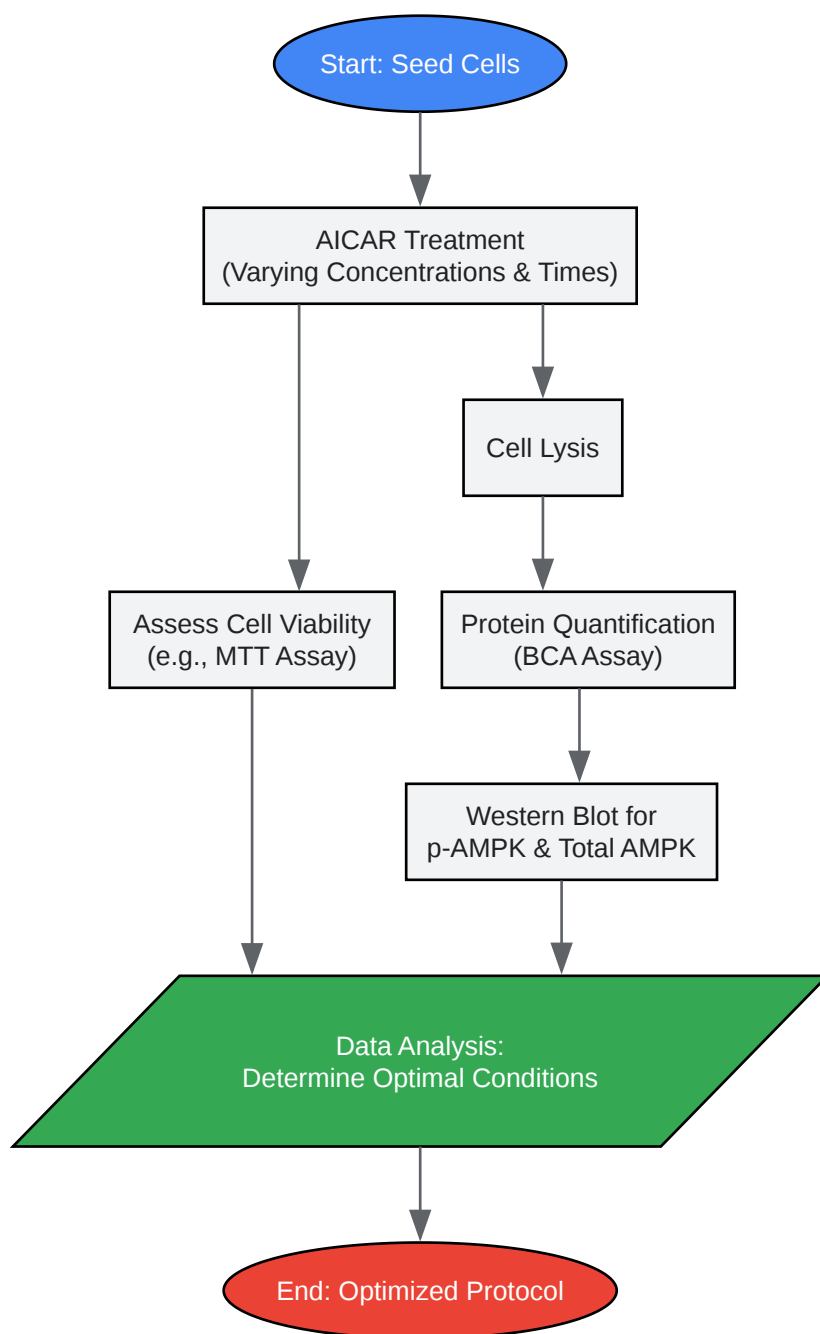 Start: Seed Cells
AICAR Treatment
(Varying Concentrations & Times)
Cell Lysis
Assess Cell Viability
(e.g., MTT Assay)
Protein Quantification
(BCA Assay)
Western Blot for
p-AMPK & Total AMPK
Data Analysis:
Determine Optimal Conditions
End: Optimized Protocol